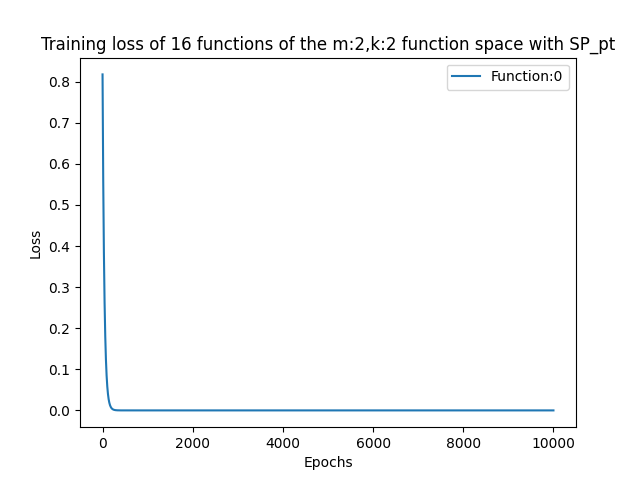 Training loss of 16 functions of the m:2,k:2 function space with SP_pt
Function:0
Loss
0.8
0.7
0.6
0.5
0.4
0.3
0.2
0.1
0.0
0 2000 4000 6000 8000 10000
Epochs